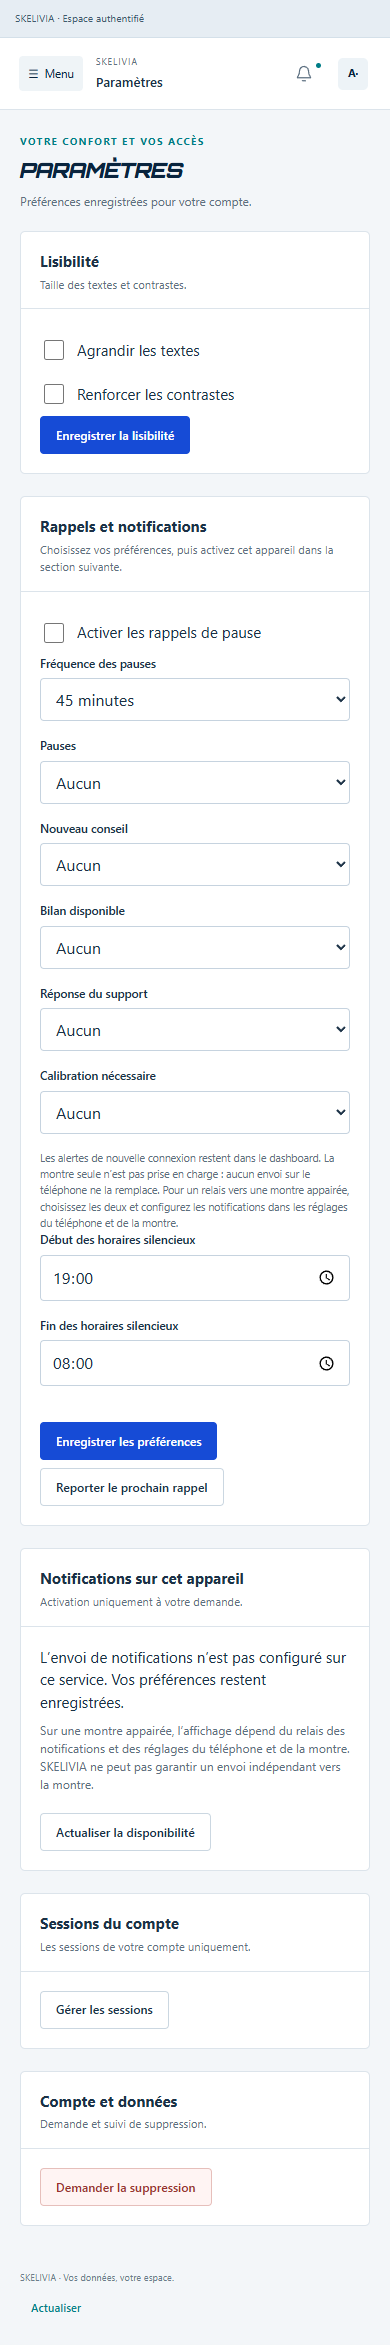 SKELIVIA · Espace authentifié
☰ Menu
SKELIVIA
Paramètres
A·
VOTRE CONFORT ET VOS ACCÈS
PARAMÈTRES
Préférences enregistrées pour votre compte.
Lisibilité
Taille des textes et contrastes.
Agrandir les textes
Renforcer les contrastes
Enregistrer la lisibilité
Rappels et notifications
Choisissez vos préférences, puis activez cet appareil dans la
section suivante.
Activer les rappels de pause
Fréquence des pauses
45 minutes
Pauses
Aucun
Nouveau conseil
Aucun
Bilan disponible
Aucun
Réponse du support
Aucun
Calibration nécessaire
Aucun
Les alertes de nouvelle connexion restent dans le dashboard. La
montre seule n’est pas prise en charge : aucun envoi sur le
téléphone ne la remplace. Pour un relais vers une montre appairée,
choisissez les deux et configurez les notifications dans les réglages
du téléphone et de la montre.
Début des horaires silencieux
19:00
Fin des horaires silencieux
08:00
Enregistrer les préférences
Reporter le prochain rappel
Notifications sur cet appareil
Activation uniquement à votre demande.
L’envoi de notifications n’est pas configuré sur
ce service. Vos préférences restent
enregistrées.
Sur une montre appairée, l’affichage dépend du relais des
notifications et des réglages du téléphone et de la montre.
SKELIVIA ne peut pas garantir un envoi indépendant vers
la montre.
Actualiser la disponibilité
Sessions du compte
Les sessions de votre compte uniquement.
Gérer les sessions
Compte et données
Demande et suivi de suppression.
Demander la suppression
SKELIVIA · Vos données, votre espace.
Actualiser